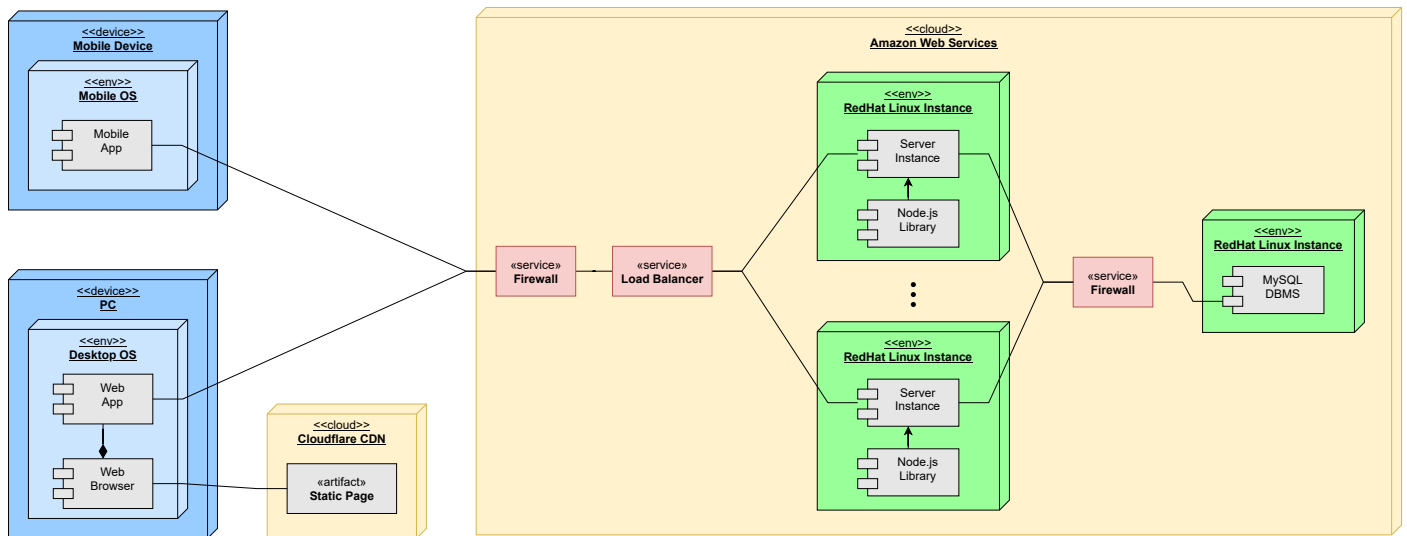 <<device>>
Mobile Device
<<env>>
Mobile OS
Mobile
App
<<device>>
PC
<<env>>
Desktop OS
Web
App
Web
Browser
<<cloud>>
Cloudflare CDN
«artifact»
Static Page
<<cloud>>
Amazon Web Services
«service»
Firewall
«service»
Load Balancer
<<env>>
RedHat Linux Instance
Server
Instance
Node.js
Library
<<env>>
RedHat Linux Instance
Server
Instance
Node.js
Library
«service»
Firewall
<<env>>
RedHat Linux Instance
MySQL
DBMS